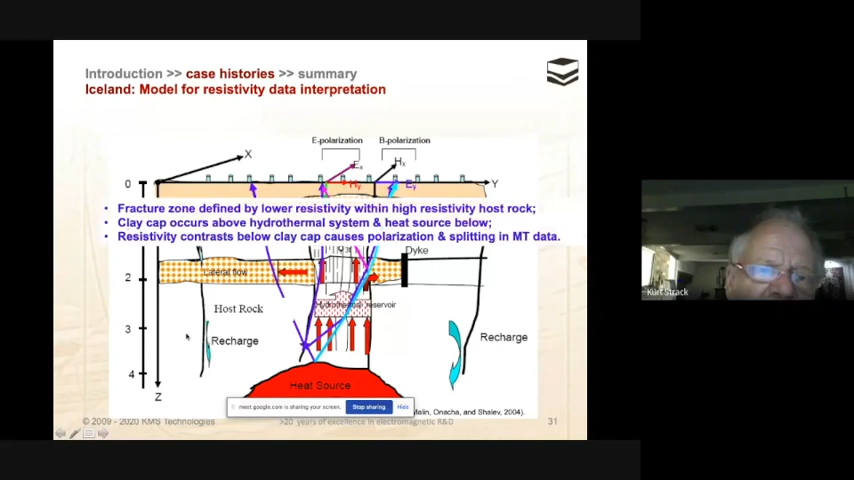 Introduction >> case histories >> summary
Iceland: Model for resistivity data interpretation
E-polarization
B-polarization
X
Hx
Y
0
Hy
Ey
• Fracture zone defined by lower resistivity within high resistivity host rock;
• Clay cap occurs above hydrothermal system & heat source below;
• Resistivity contrasts below clay cap causes polarization & splitting in MT data.
Dyke
2
Lateral flow
Host Rock
reservoir
3
Recharge
Recharge
4
Heat Source
Z
meet.google.com is sharing your screen.
Stop sharing
Hide
Malin, Onacha, and Shalev, 2004).
© 2009 - 2020 KMS Technologies
>20 years of excellence in electromagnetic R&D
31
Kurt Strack